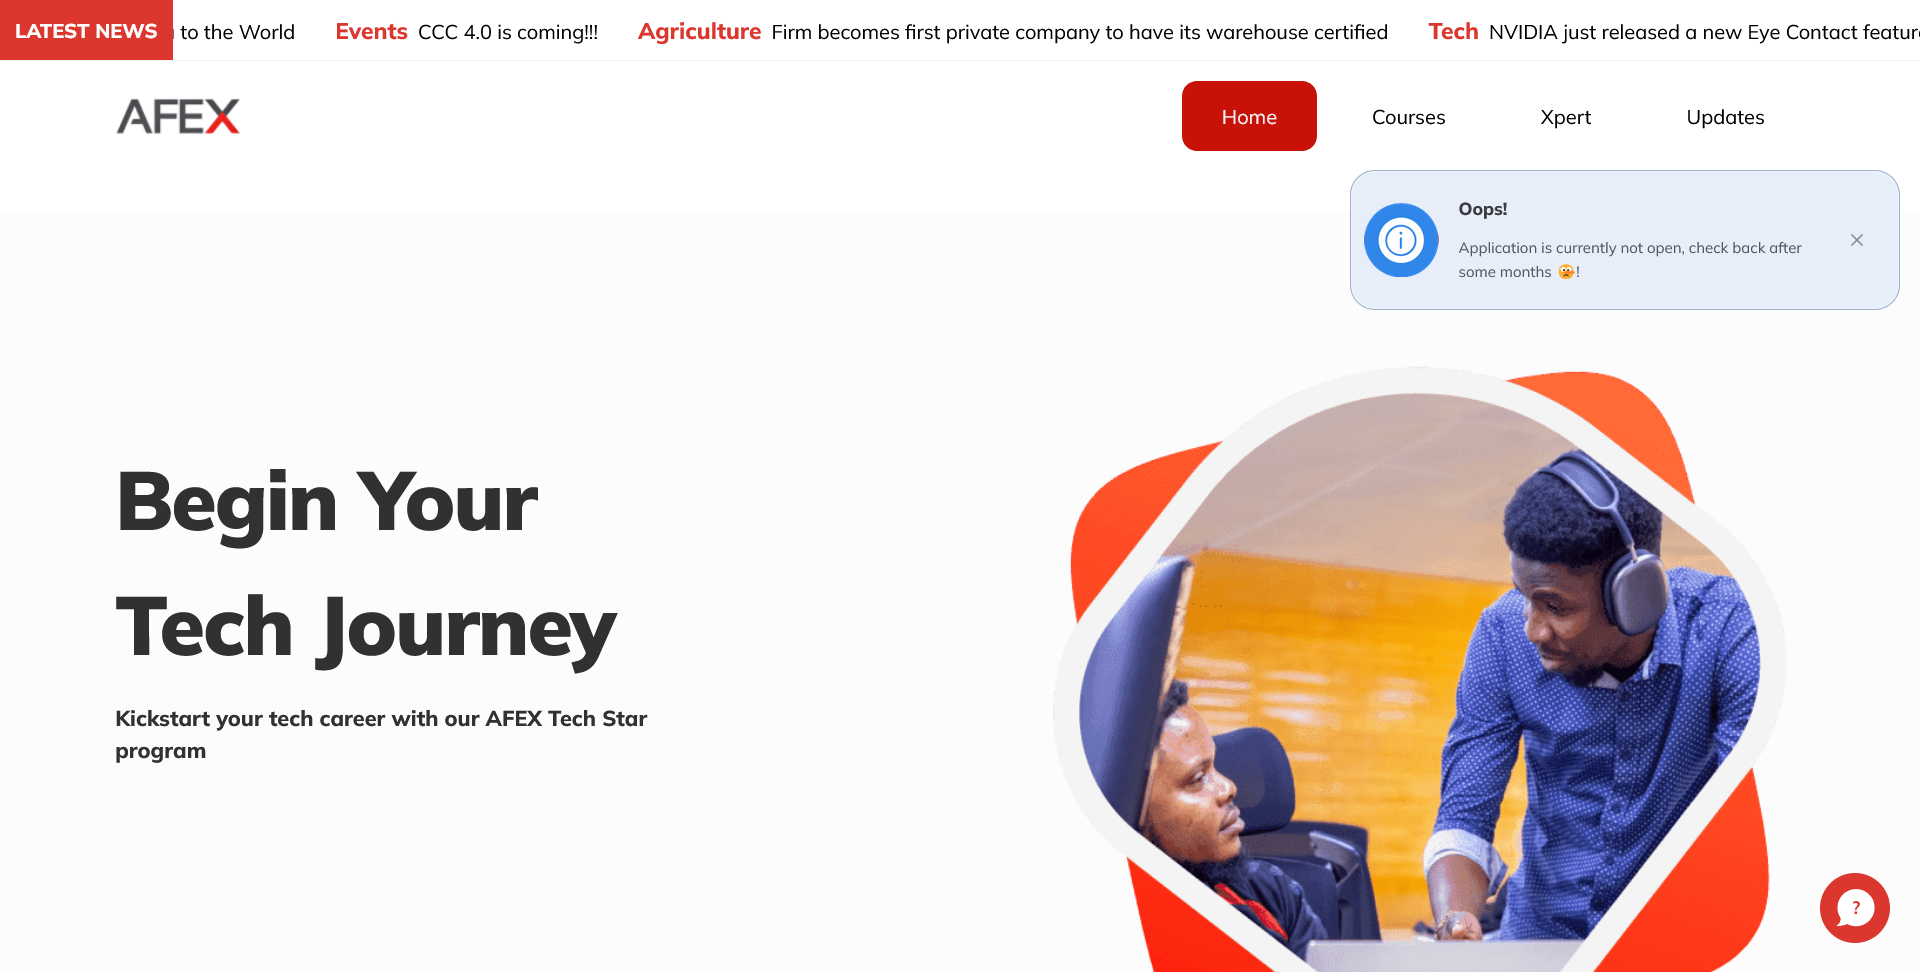 LATEST NEWS to the World Events CCC 4.0 is coming!!! Agriculture Firm becomes first private company to have its warehouse certified Tech NVIDIA just released a new Eye Contact
AFEX
Home Courses Xpert Updates
Oops!
Application is currently not open, check back after
some months 🫢!
Begin Your
Tech Journey
Kickstart your tech career with our AFEX Tech Star
program
?